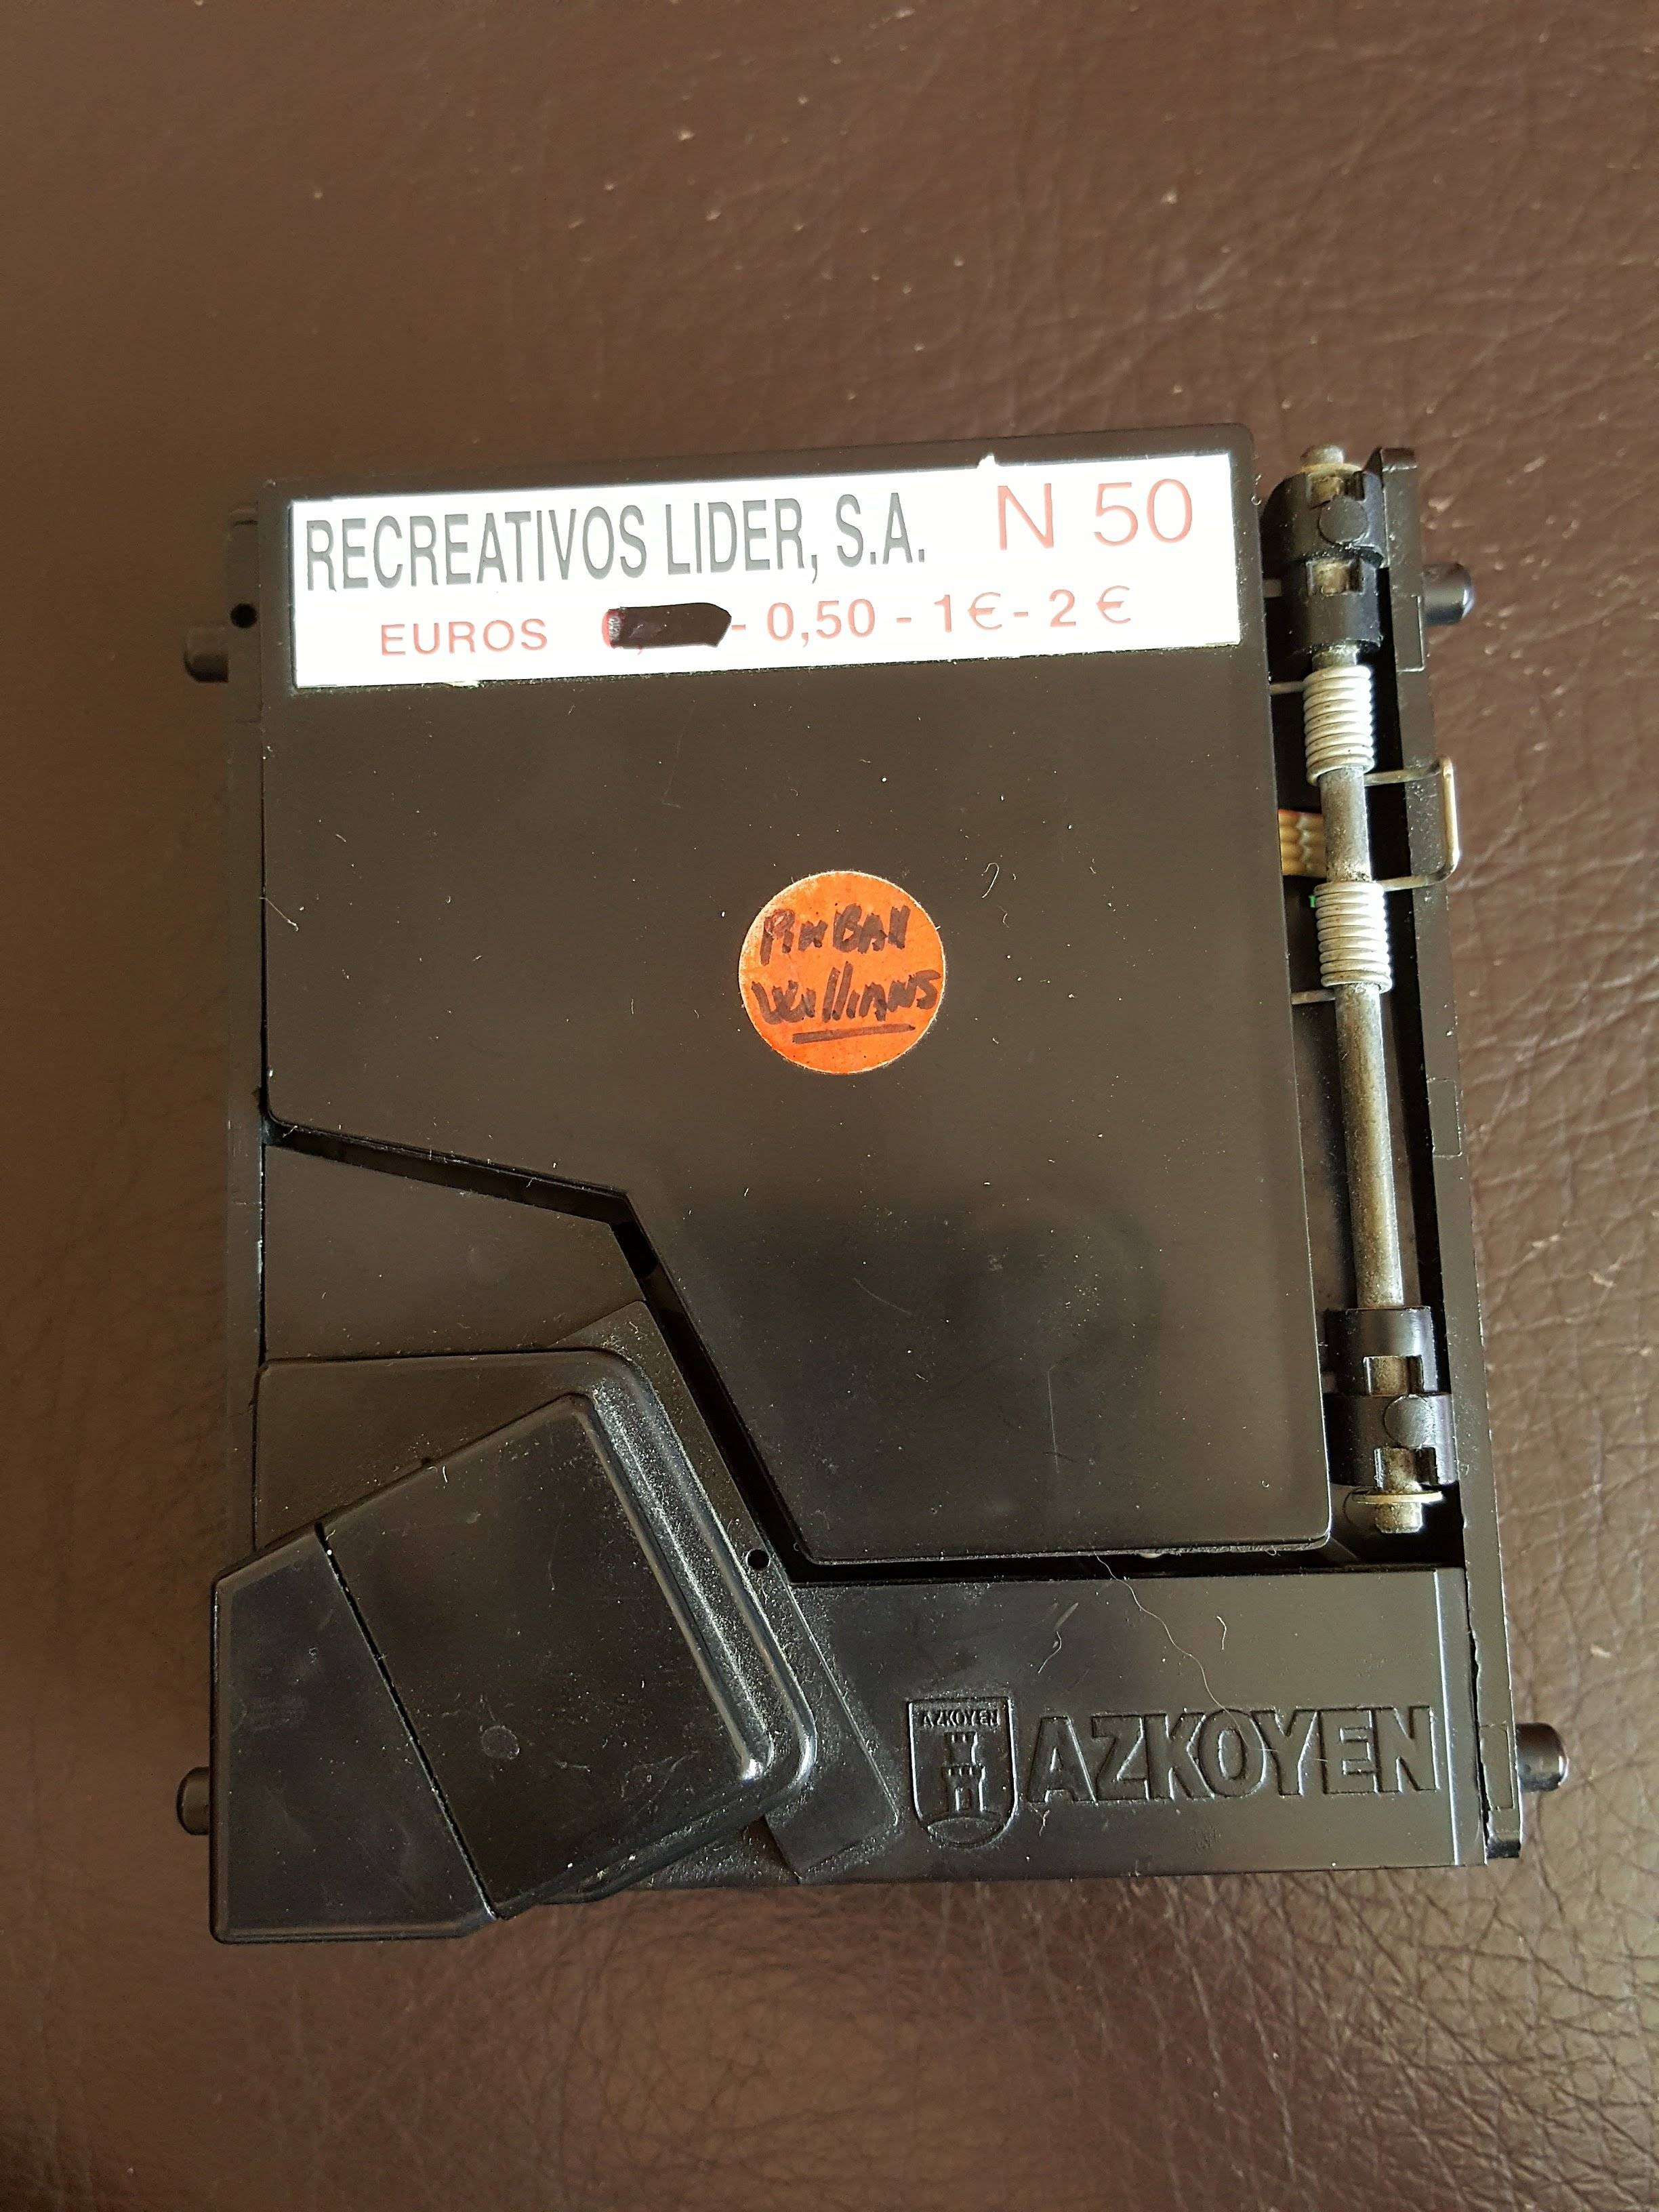 RECREATIVOS LIDER, S.A. N 50
EUROS - 0,50 - 1 € - 2 €
PinBall
Williams
AZKOYEN
AZKOYEN